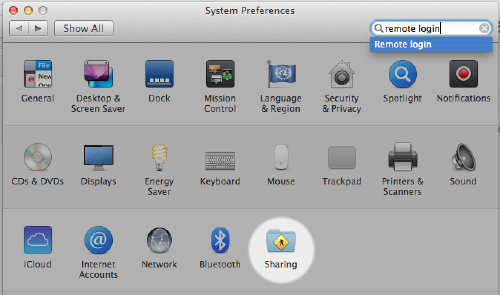 System Preferences
Show All
remote login
Remote login
General
Desktop &
Screen Saver
Dock
Mission
Control
Language
& Region
Security
& Privacy
Spotlight
Notifications
CDs & DVDs
Displays
Energy
Saver
Keyboard
Mouse
Trackpad
Printers &
Scanners
Sound
iCloud
Internet
Accounts
Network
Bluetooth
Sharing